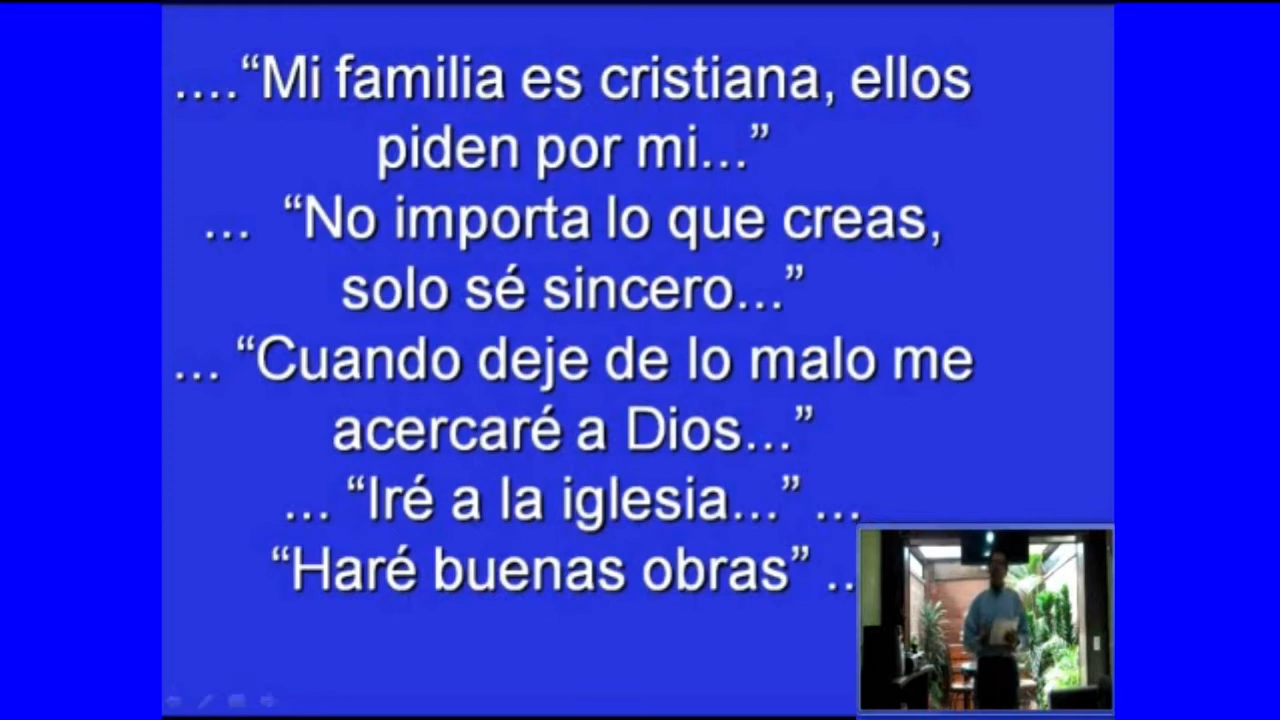 ....“Mi familia es cristiana, ellos
piden por mi...”
... “No importa lo que creas,
solo sé sincero...”
... “Cuando deje de lo malo me
acercaré a Dios...”
... “Iré a la iglesia...” ...
“Haré buenas obras” ..